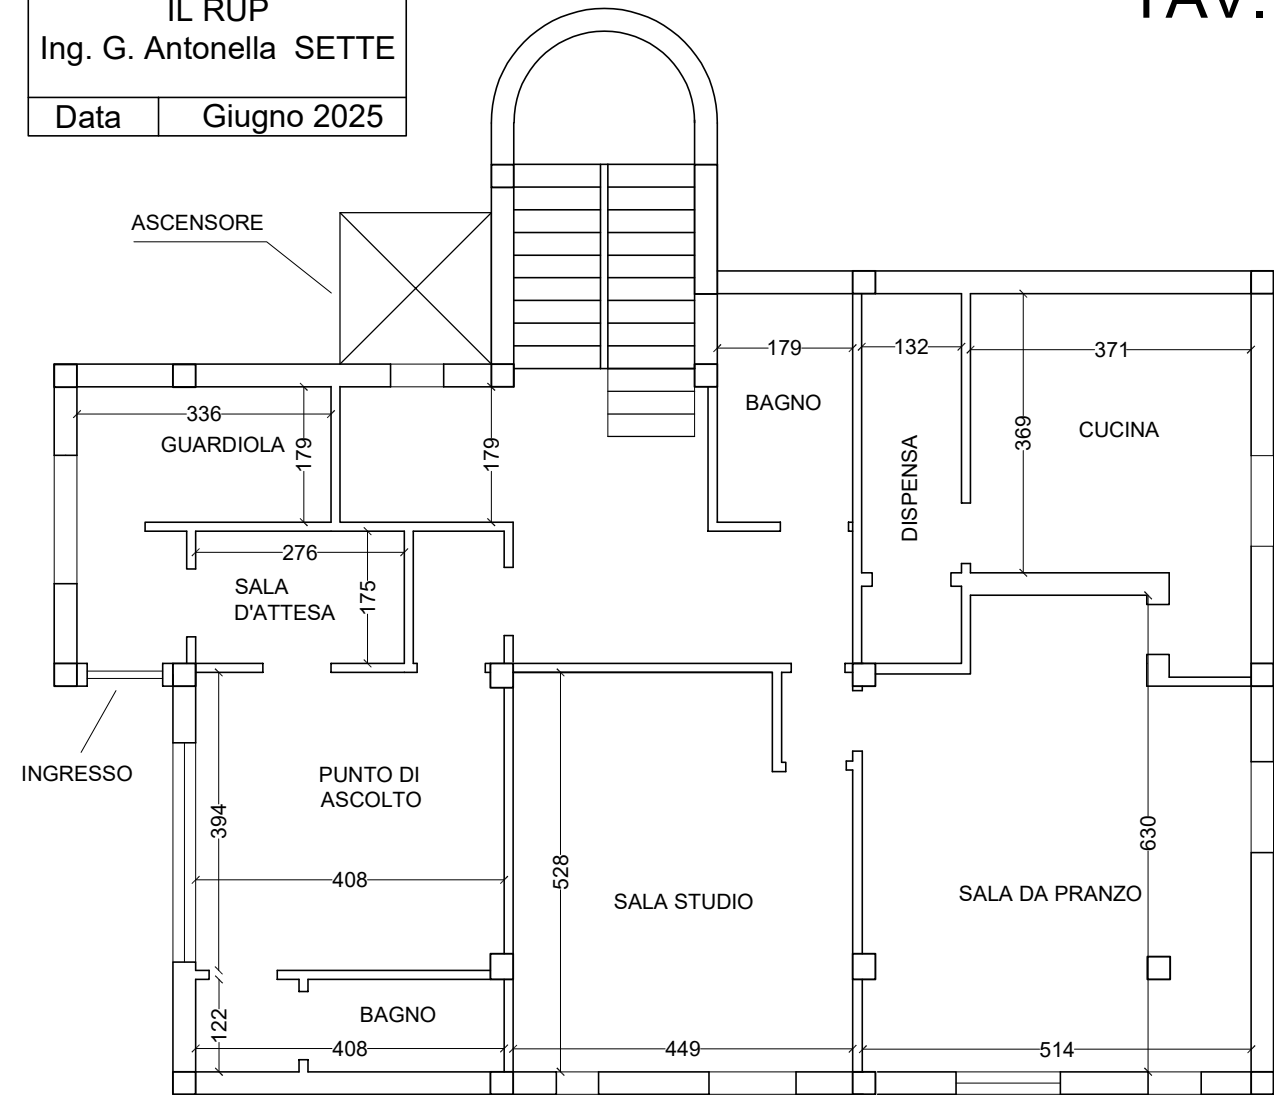 IL RUP
TAV.
Ing. G. Antonella SETTE
Data Giugno 2025
ASCENSORE
179
132
371
BAGNO
336
GUARDIOLA
179
179
369
CUCINA
DISPENSA
276
SALA
D'ATTESA
175
INGRESSO
PUNTO DI
ASCOLTO
394
408
528
SALA STUDIO
630
SALA DA PRANZO
122
BAGNO
408
449
514